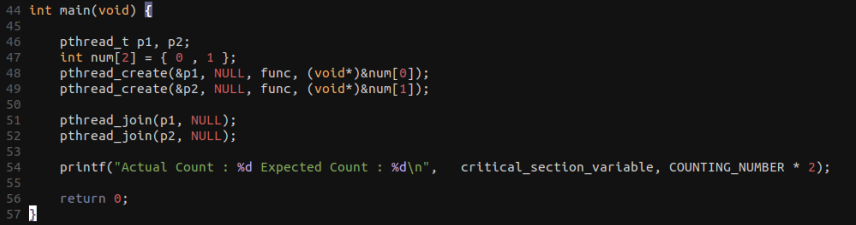 44 int main(void) {
45
46     pthread_t p1, p2;
47     int num[2] = { 0 , 1 };
48     pthread_create(&p1, NULL, func, (void*)&num[0]);
49     pthread_create(&p2, NULL, func, (void*)&num[1]);
50
51     pthread_join(p1, NULL);
52     pthread_join(p2, NULL);
53
54     printf("Actual Count : %d Expected Count : %d\n",   critical_section_variable, COUNTING_NUMBER * 2);
55
56     return 0;
57 }